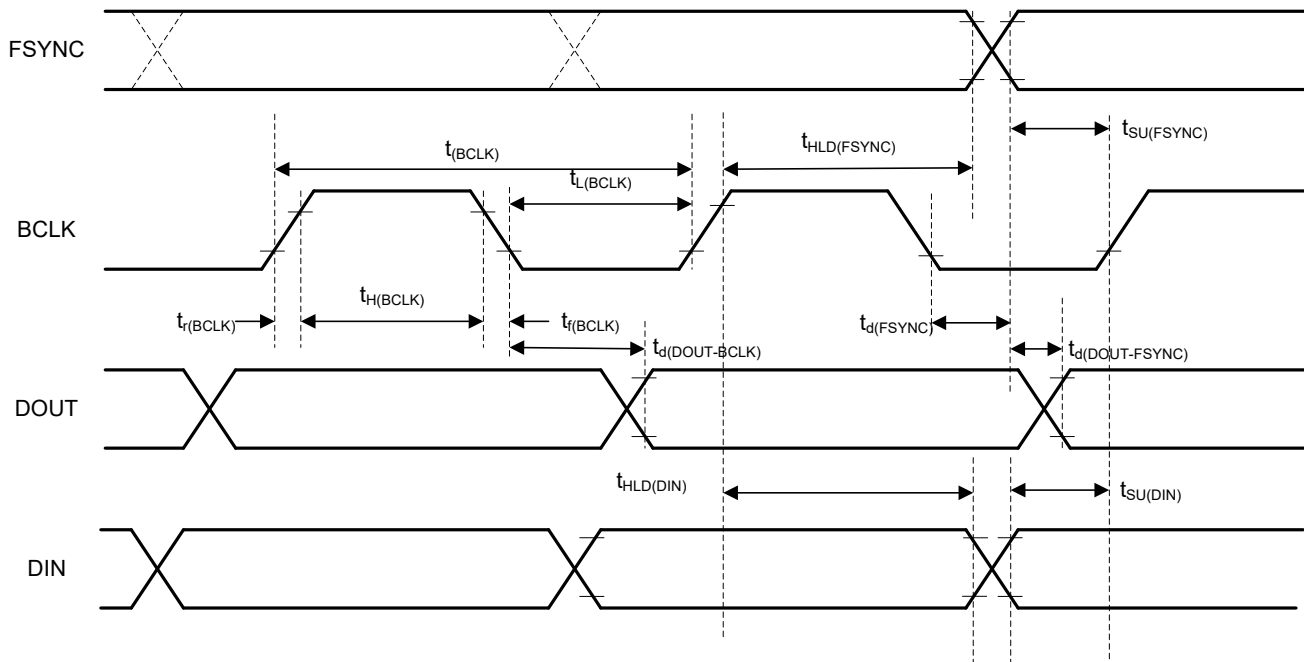 FSYNC
tSU(FSYNC)
tHLD(FSYNC)
t(BCLK)
tL(BCLK)
BCLK
tH(BCLK)
tr(BCLK)
tf(BCLK)
td(FSYNC)
td(DOUT-BCLK)
td(DOUT-FSYNC)
DOUT
tHLD(DIN)
tSU(DIN)
DIN